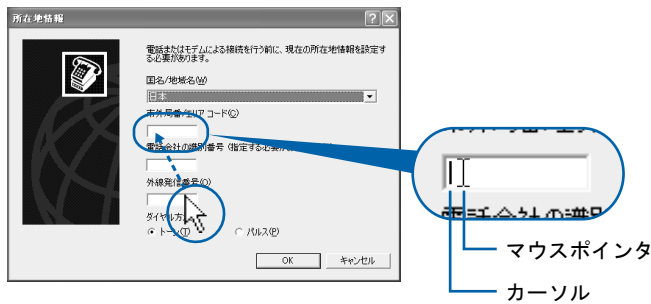 所在地情報
電話またはモデムによる接続を行う前に、現在の所在地情報を設定す
る必要があります。
国名/地域名(W)
日本
市外局番/エリア コード(C)
電話会社の識別番号 (指定する必要が
外線発信番号(O)
ダイヤル方
トーン(T)
パルス(P)
OK
キャンセル
マウスポインタ
カーソル